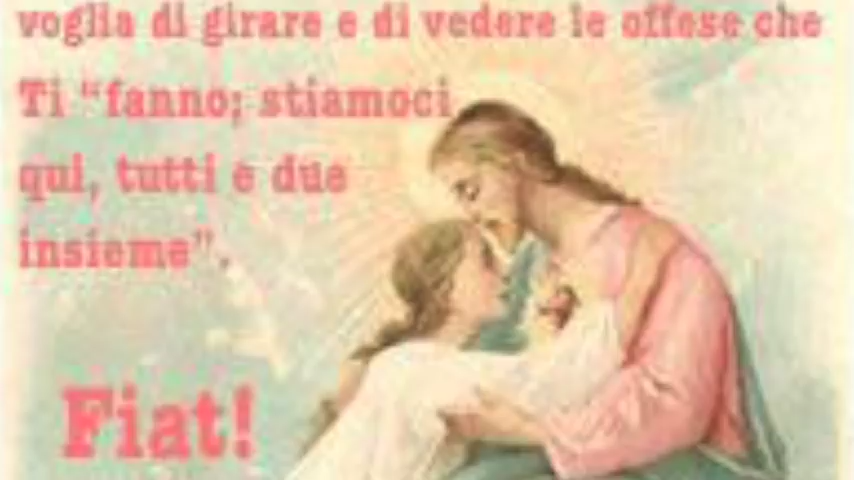 voglia di girare e di vedere le offese che
Ti “fanno; stiamoci
qui, tutti e due
insieme”.
Fiat!